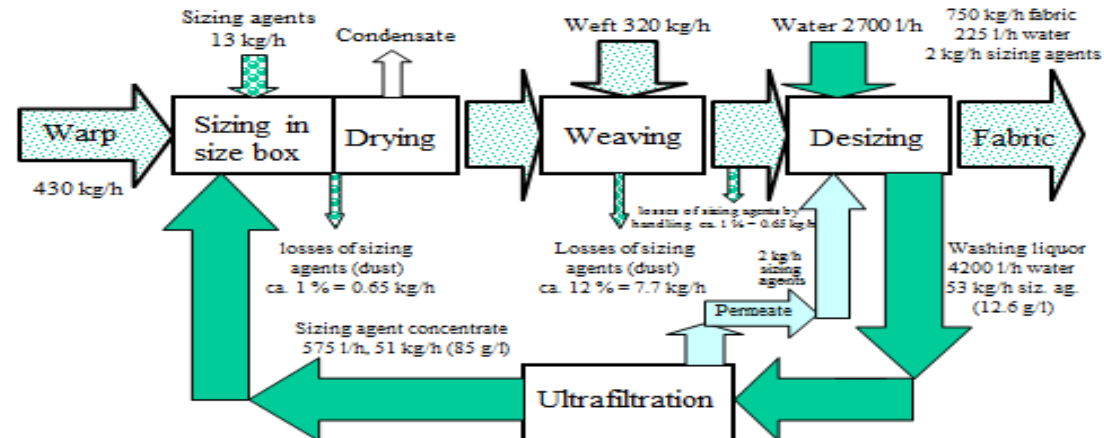 Sizing agents
13 kg/h
Condensate
Weft 320 kg/h
Water 2700 l/h
750 kg/h fabric
225 l/h water
2 kg/h sizing agents
Warp
Sizing in
size box
Drying
Weaving
Desizing
Fabric
430 kg/h
losses of sizing
agents (dust)
ca. 1 % = 0.65 kg/h
Losses of sizing
agents (dust)
ca. 12 % = 7.7 kg/h
losses of sizing agents by
handling ca. 1 % = 0.65 kg/h
2 kg/h
sizing
agents
Permeate
Washing liquor
4200 l/h water
53 kg/h siz. ag.
(12.6 g/l)
Sizing agent concentrate
575 l/h, 51 kg/h (85 g/l)
Ultrafiltration